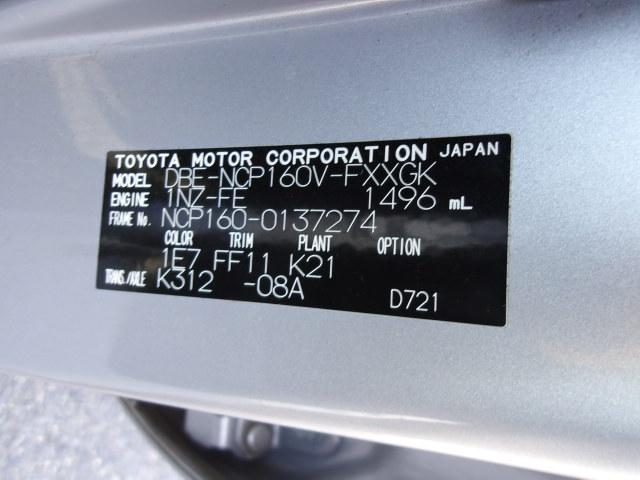 TOYOTA MOTOR CORPORATION JAPAN
MODEL DBE-NCP160V-FXXGK
ENGINE 1NZ-FE 1496 mL
FRAME No. NCP160-0137274
COLOR TRIM PLANT OPTION
1E7 FF11 K21
TRANS./AXLE K312 -08A
D721